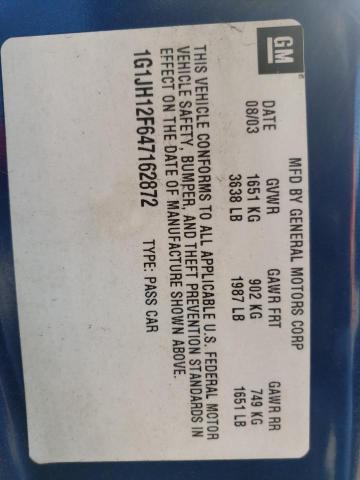 GM
MFD BY GENERAL MOTORS CORP
DATE GVWR GAWR FRT GAWR RR
08/03 1651 KG 902 KG 749 KG
3638 LB 1987 LB 1651 LB
THIS VEHICLE CONFORMS TO ALL APPLICABLE U.S. FEDERAL MOTOR
VEHICLE SAFETY, BUMPER, AND THEFT PREVENTION STANDARDS IN
EFFECT ON THE DATE OF MANUFACTURE SHOWN ABOVE.
1G1JH12F647162872 TYPE: PASS CAR